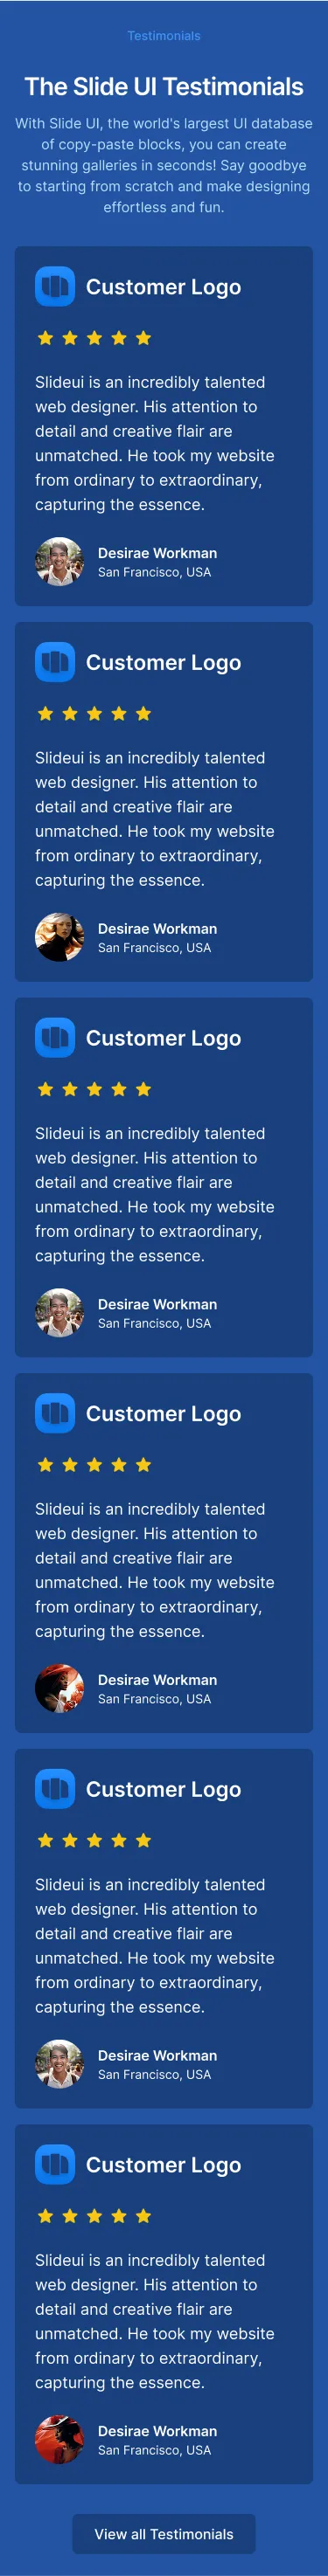 Testimonials
The Slide UI Testimonials
With Slide UI, the world's largest UI database
of copy-paste blocks, you can create
stunning galleries in seconds! Say goodbye
to starting from scratch and make designing
effortless and fun.
Customer Logo
Slideui is an incredibly talented
web designer. His attention to
detail and creative flair are
unmatched. He took my website
from ordinary to extraordinary,
capturing the essence.
Desirae Workman
San Francisco, USA
Customer Logo
Slideui is an incredibly talented
web designer. His attention to
detail and creative flair are
unmatched. He took my website
from ordinary to extraordinary,
capturing the essence.
Desirae Workman
San Francisco, USA
Customer Logo
Slideui is an incredibly talented
web designer. His attention to
detail and creative flair are
unmatched. He took my website
from ordinary to extraordinary,
capturing the essence.
Desirae Workman
San Francisco, USA
Customer Logo
Slideui is an incredibly talented
web designer. His attention to
detail and creative flair are
unmatched. He took my website
from ordinary to extraordinary,
capturing the essence.
Desirae Workman
San Francisco, USA
Customer Logo
Slideui is an incredibly talented
web designer. His attention to
detail and creative flair are
unmatched. He took my website
from ordinary to extraordinary,
capturing the essence.
Desirae Workman
San Francisco, USA
Customer Logo
Slideui is an incredibly talented
web designer. His attention to
detail and creative flair are
unmatched. He took my website
from ordinary to extraordinary,
capturing the essence.
Desirae Workman
San Francisco, USA
View all Testimonials